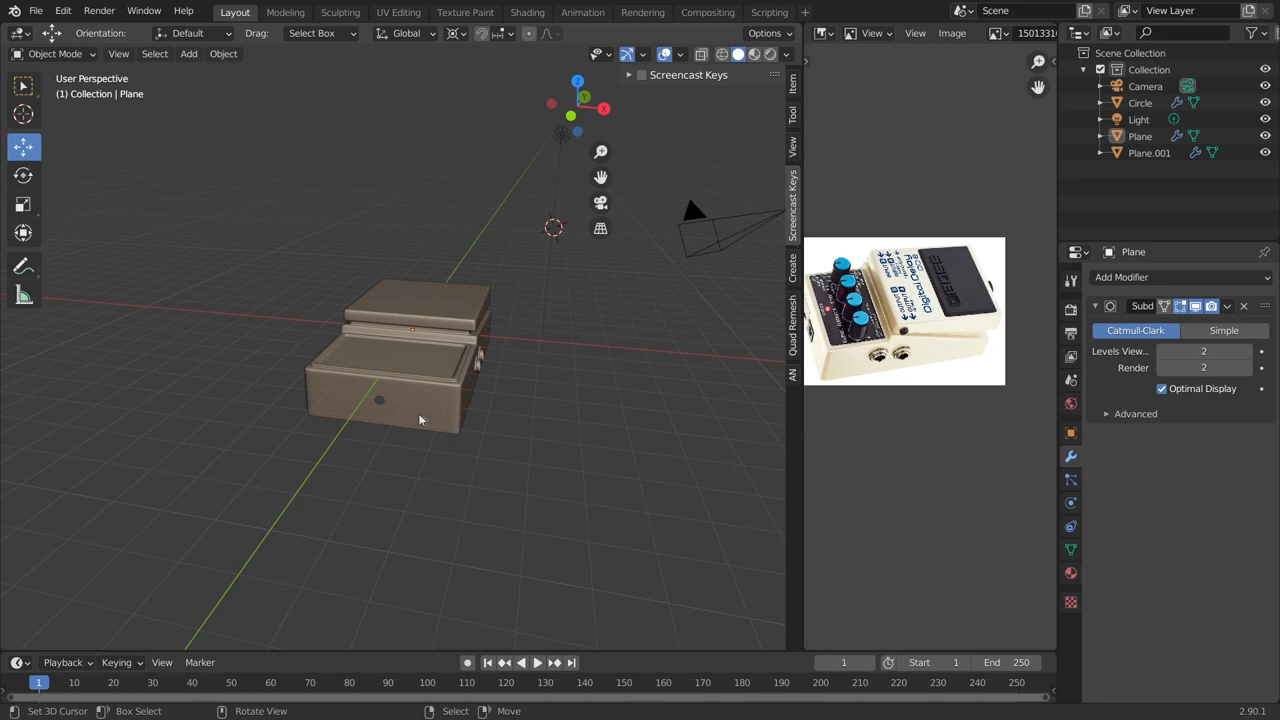 File Edit Render Window Help Layout Modeling Sculpting UV Editing Texture Paint Shading Animation Rendering Compositing Scripting + Scene View Layer
Orientation: Default Drag: Select Box Global Options View View Image 1501331
Object Mode View Select Add Object
Scene Collection
Collection
Camera
Circle
Light
Plane
Plane.001
User Perspective
(1) Collection | Plane
Screencast Keys
Z
Y
X
Item
Tool
View
Screencast Keys
Create
Quad Remesh
AN
Digital Delay
BOSS
Plane
Add Modifier
Subd
Catmull-Clark Simple
Levels View... 2
Render 2
Optimal Display
Advanced
Playback Keying View Marker 1 Start 1 End 250
1 10 20 30 40 50 60 70 80 90 100 110 120 130 140 150 160 170 180 190 200 210 220 230 240 250
Set 3D Cursor Box Select Rotate View Select Move 2.90.1